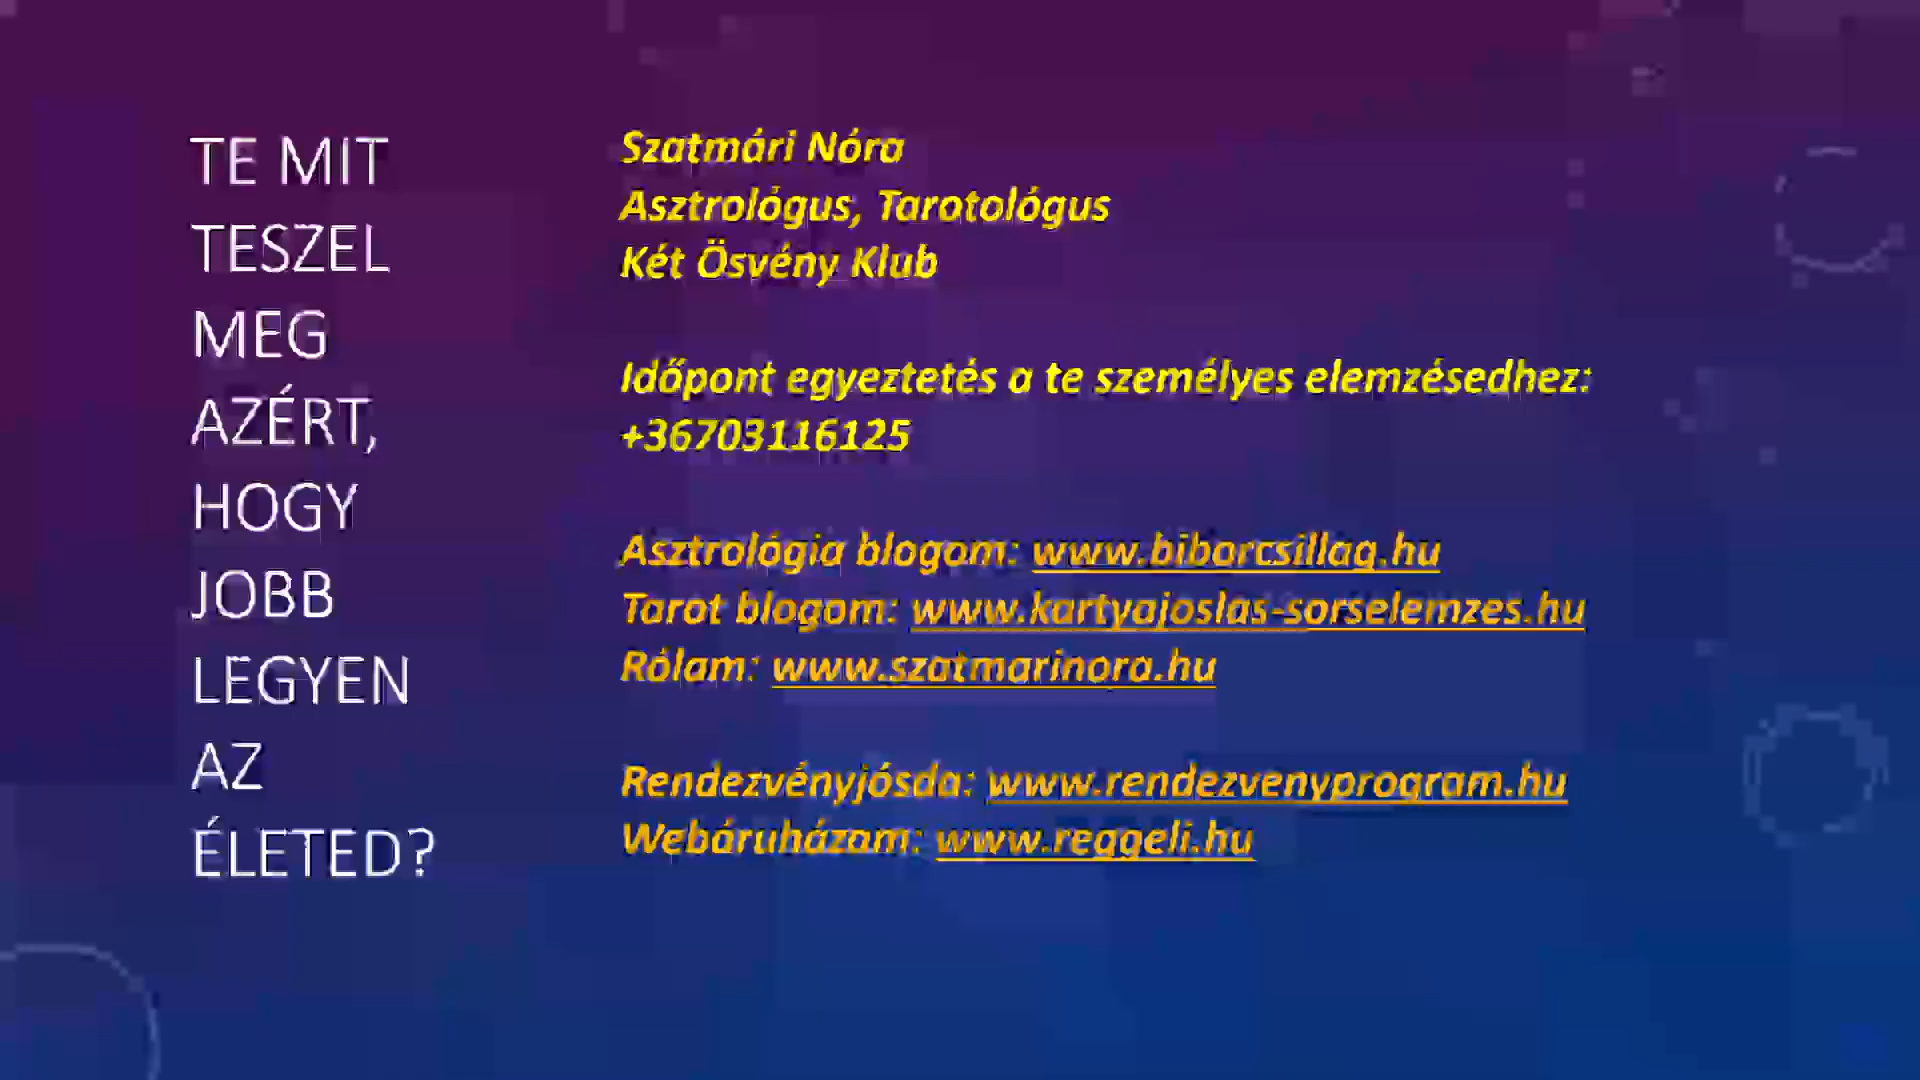 TE MIT
TESZEL
MEG
AZÉRT,
HOGY
JOBB
LEGYEN
AZ
ÉLETED?
Szatmári Nóra
Asztrológus, Tarotológus
Két Ösvény Klub
Időpont egyeztetés a te személyes elemzésedhez:
+36703116125
Asztrológia blogom: www.biborcsillag.hu
Tarot blogom: www.kartyajoslas-sorselemzes.hu
Rólam: www.szatmarinora.hu
Rendezvényjósda: www.rendezvenyprogram.hu
Webáruházam: www.reggeli.hu